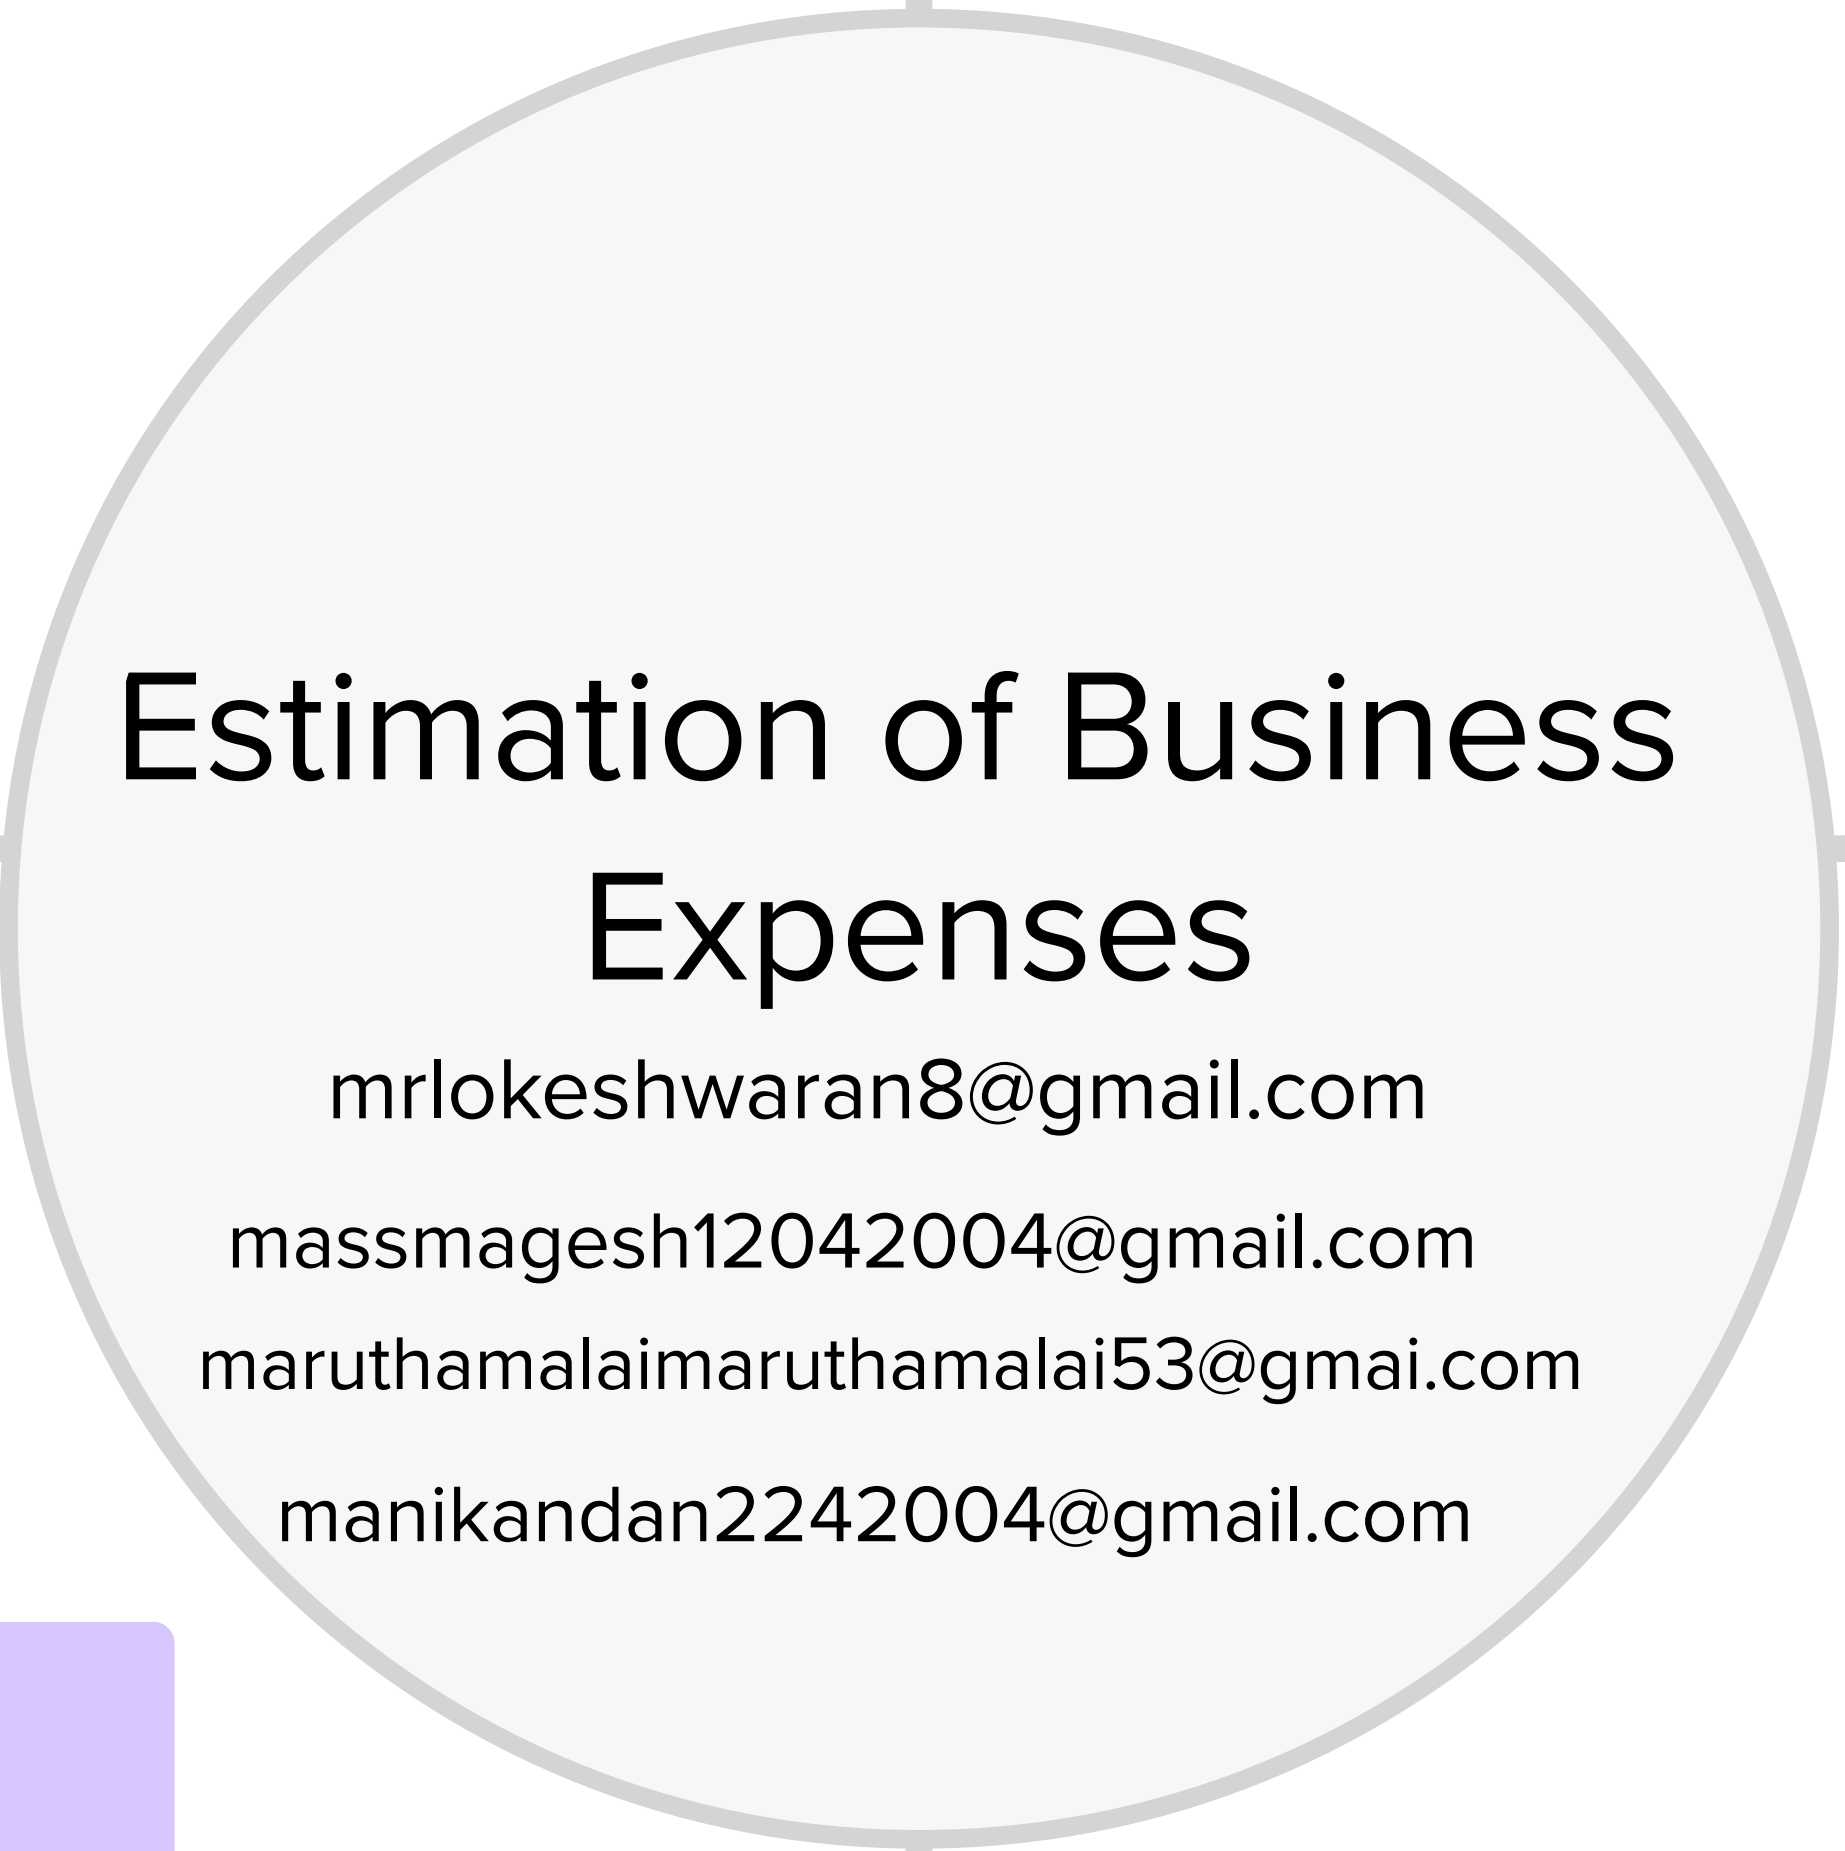 Estimation of Business
Expenses
mrlokeshwaran8@gmail.com
massmagesh12042004@gmail.com
maruthamalaimaruthamalai53@gmai.com
manikandan2242004@gmail.com